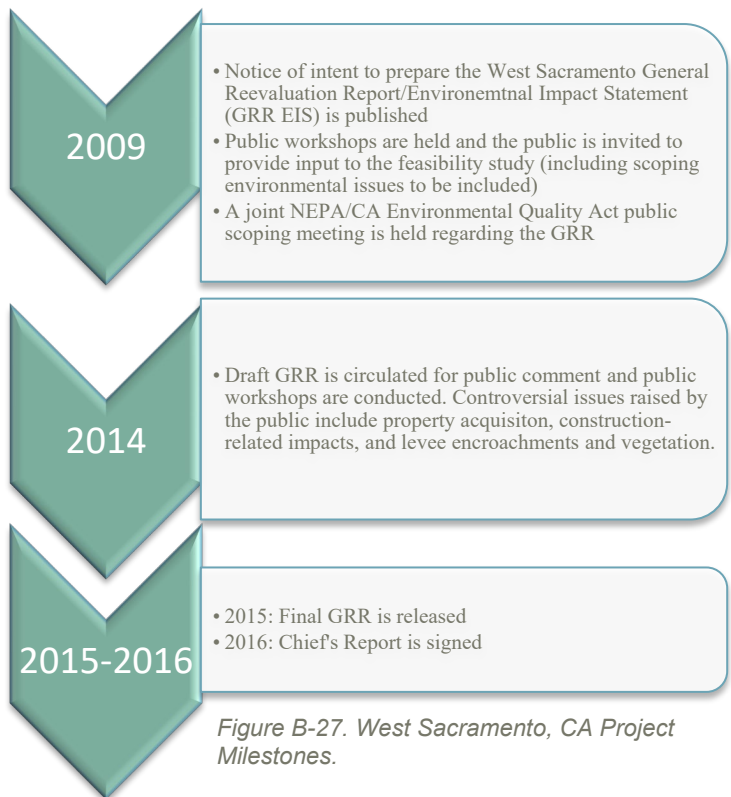 2009
• Notice of intent to prepare the West Sacramento General
Reevaluation Report/Environemtnal Impact Statement
(GRR EIS) is published
• Public workshops are held and the public is invited to
provide input to the feasibility study (including scoping
environmental issues to be included)
• A joint NEPA/CA Environmental Quality Act public
scoping meeting is held regarding the GRR
2014
• Draft GRR is circulated for public comment and public
workshops are conducted. Controversial issues raised by
the public include property acquisiton, construction-
related impacts, and levee encroachments and vegetation.
2015-2016
• 2015: Final GRR is released
• 2016: Chief's Report is signed
Figure B-27. West Sacramento, CA Project
Milestones.